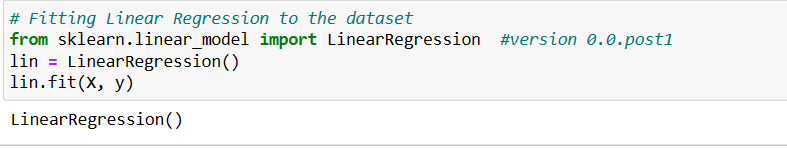 # Fitting Linear Regression to the dataset
from sklearn.linear_model import LinearRegression  #version 0.0.post1
lin = LinearRegression()
lin.fit(X, y)
LinearRegression()